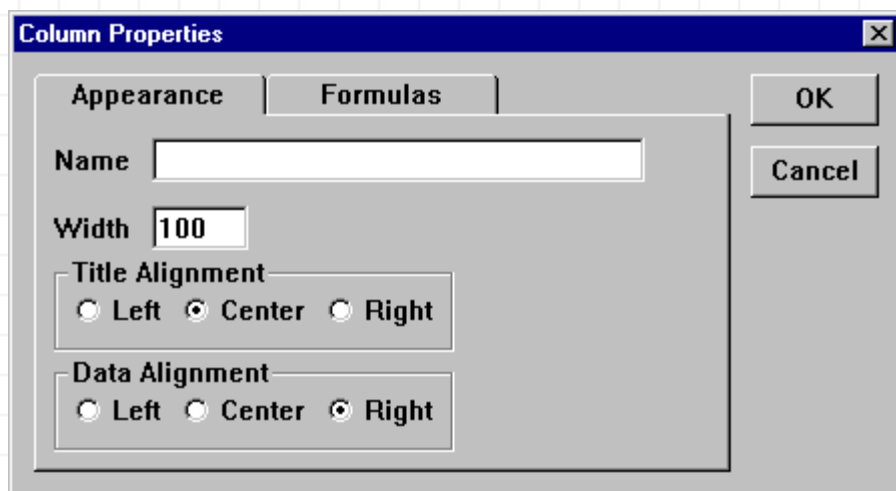 Column Properties
Appearance Formulas
OK
Name
Cancel
Width 100
Title Alignment
Left Center Right
Data Alignment
Left Center Right